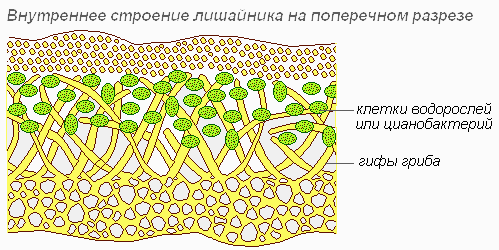 Внутреннее строение лишайника на поперечном разрезе
клетки водорослей
или цианобактерий
гифы гриба